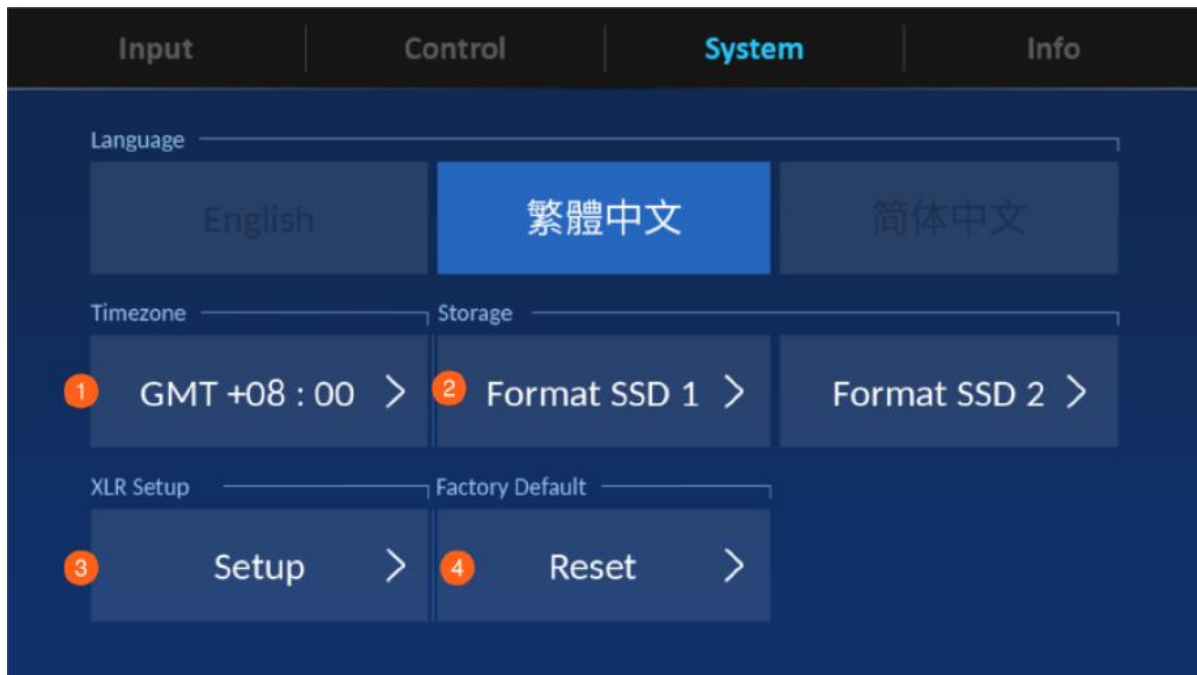 Input Control System Info
Language
English 繁體中文 简体中文
Timezone Storage
1 GMT +08 : 00 > 2 Format SSD 1 > Format SSD 2 >
XLR Setup Factory Default
3 Setup > 4 Reset >